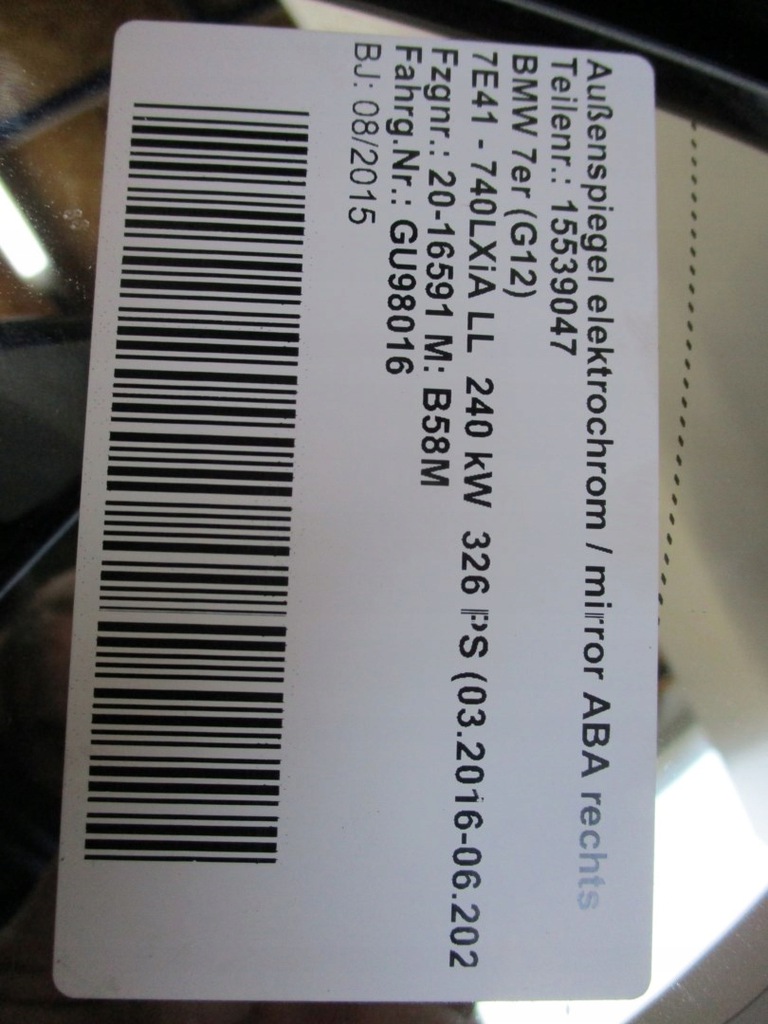 Außenspiegel elektrochrom / mirror ABA rechts
Teilenr.: 15539047
BMW 7er (G12)
7E41 - 740LXiA LL 240 kW 326 PS (03.2016-06.202
Fzgnr.: 20-16591 M: B58M
Fahrg.Nr.: GU98016
BJ: 08/2015